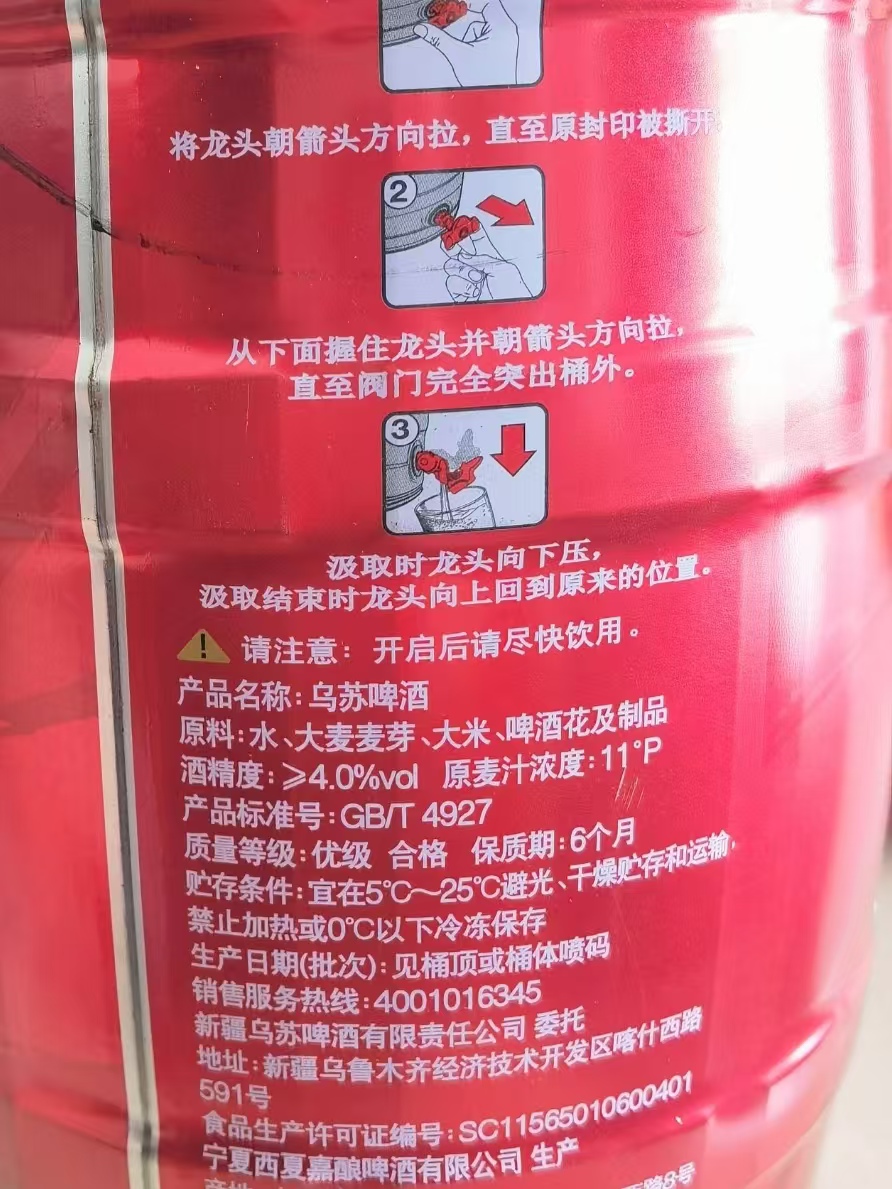 将龙头朝箭头方向拉，直至原封印被撕开
2
从下面握住龙头并朝箭头方向拉，
直至阀门完全突出桶外。
3
汲取时龙头向下压，
汲取结束时龙头向上回到原来的位置。
! 请注意：开启后请尽快饮用。
产品名称：乌苏啤酒
原料：水、大麦麦芽、大米、啤酒花及制品
酒精度：≥4.0%vol 原麦汁浓度：11°P
产品标准号：GB/T 4927
质量等级：优级 合格 保质期：6个月
贮存条件：宜在5℃～25℃避光、干燥贮存和运输，
禁止加热或0℃以下冷冻保存
生产日期(批次)：见桶顶或桶体喷码
销售服务热线：4001016345
新疆乌苏啤酒有限责任公司 委托
地址：新疆乌鲁木齐经济技术开发区喀什西路
591号
食品生产许可证编号：SC11565010600401
宁夏西夏嘉酿啤酒有限公司 生产
路8号